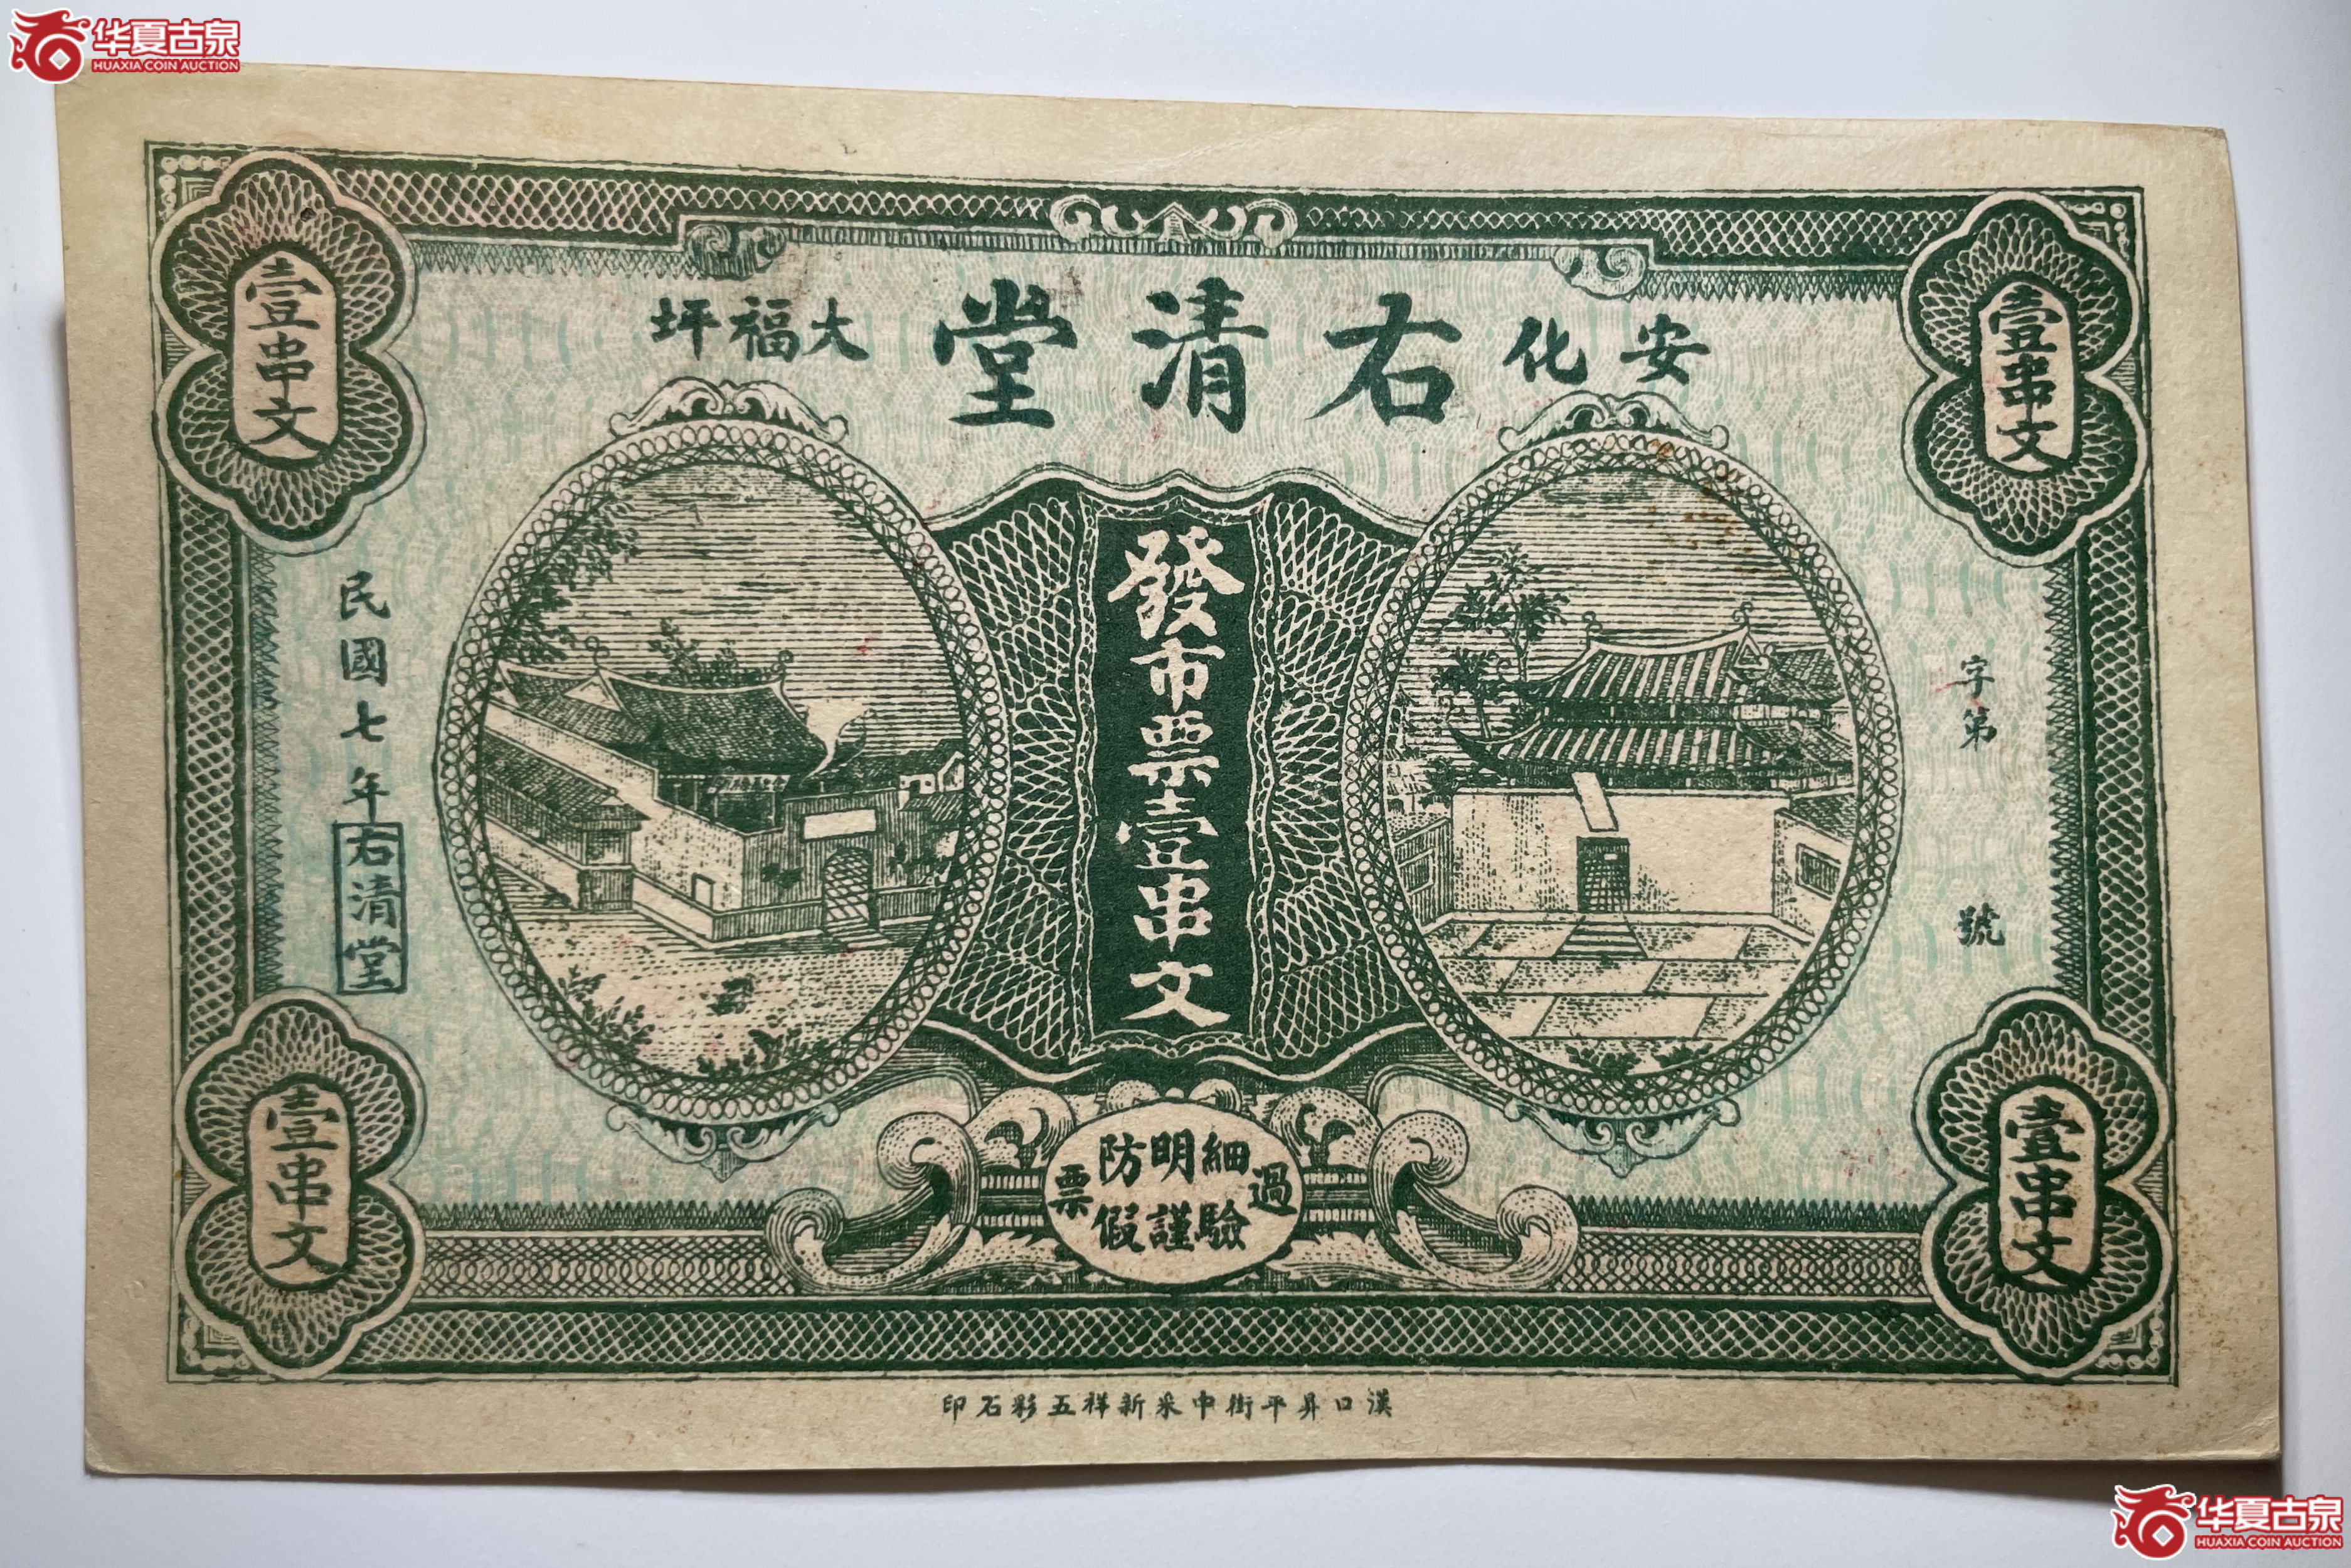 华夏古泉
HUAXIA COIN AUCTION
壹串文
安化
右清堂
大福坪
壹串文
發市票壹串文
字第
號
民國七年
右清堂
細明防
驗謹假
過
票
壹串文
壹串文
漢口昇平街中采新祥五彩石印
华夏古泉
HUAXIA COIN AUCTION